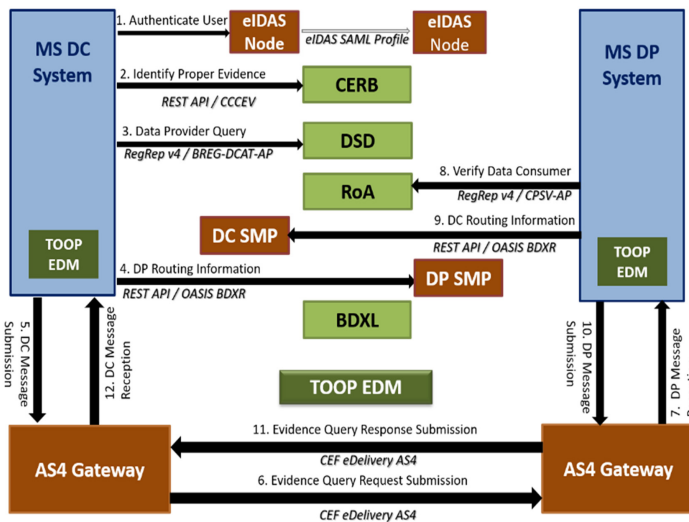 MS DC
System
1. Authenticate User
eIDAS
Node
eIDAS SAML Profile
eIDAS
Node
MS DP
System
2. Identify Proper Evidence
REST API / CCCEV
CERB
3. Data Provider Query
RegRep v4 / BREG-DCAT-AP
DSD
RoA
8. Verify Data Consumer
RegRep v4 / CPSV-AP
9. DC Routing Information
REST API / OASIS BDXR
DC SMP
TOOP
EDM
TOOP
EDM
4. DP Routing Information
REST API / OASIS BDXR
DP SMP
BDXL
5. DC Message
Submission
12. DC Message
Reception
10. DP Message
Submission
7. DP Message
TOOP EDM
AS4 Gateway
11. Evidence Query Response Submission
CEF eDelivery AS4
6. Evidence Query Request Submission
CEF eDelivery AS4
AS4 Gateway